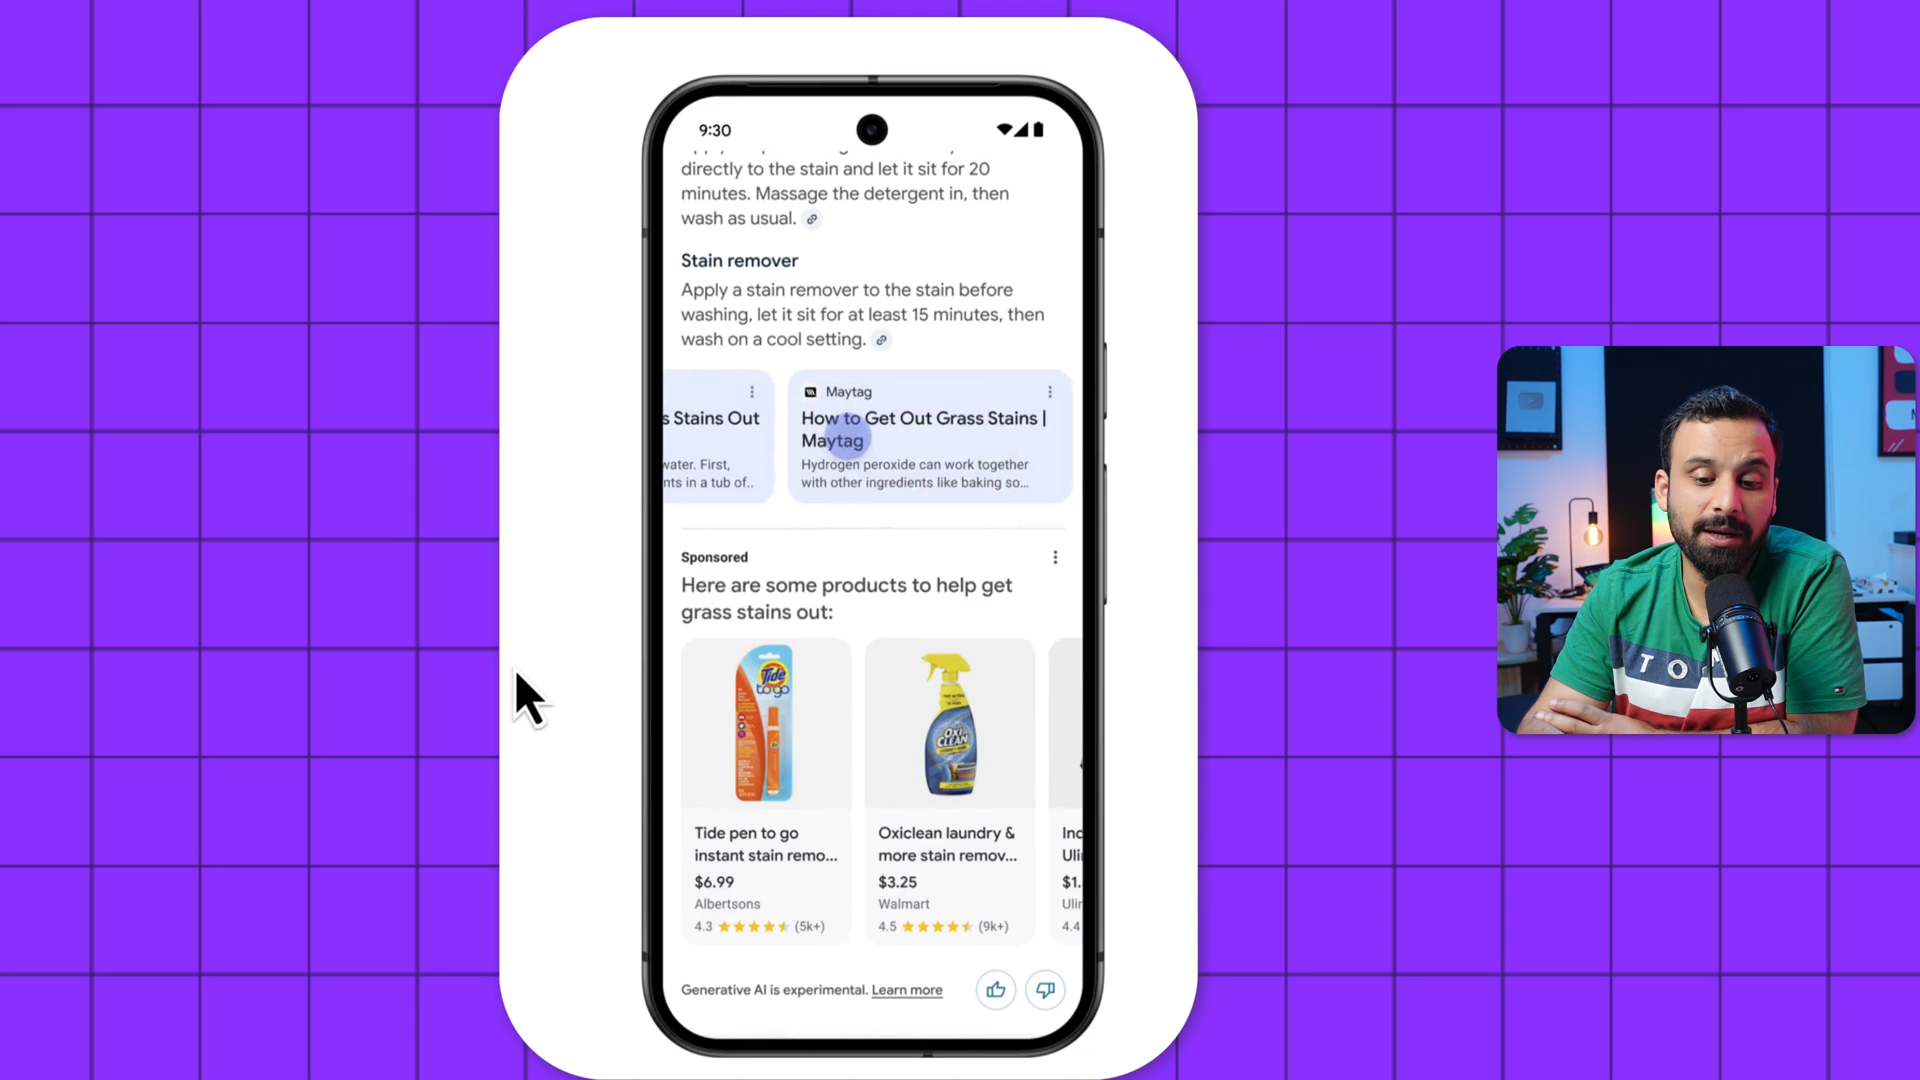 9:30
directly to the stain and let it sit for 20
minutes. Massage the detergent in, then
wash as usual.
Stain remover
Apply a stain remover to the stain before
washing, let it sit for at least 15 minutes, then
wash on a cool setting.
s Stains Out
water. First,
nts in a tub of..
Maytag
How to Get Out Grass Stains |
Maytag
Hydrogen peroxide can work together
with other ingredients like baking so...
Sponsored
Here are some products to help get
grass stains out:
Tide
to go
OXI
CLEAN
Tide pen to go
instant stain remo...
$6.99
Albertsons
4.3 (5k+)
Oxiclean laundry &
more stain remov...
$3.25
Walmart
4.5 (9k+)
$1.
4.4
Generative AI is experimental. Learn more
TO